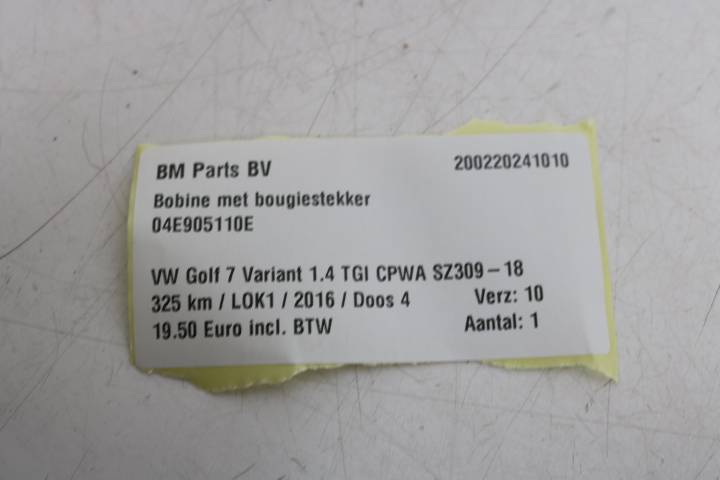 BM Parts BV 200220241010
Bobine met bougiestekker
04E905110E
VW Golf 7 Variant 1.4 TGI CPWA SZ309-18
325 km / LOK1 / 2016 / Doos 4 Verz: 10
19.50 Euro incl. BTW Aantal: 1